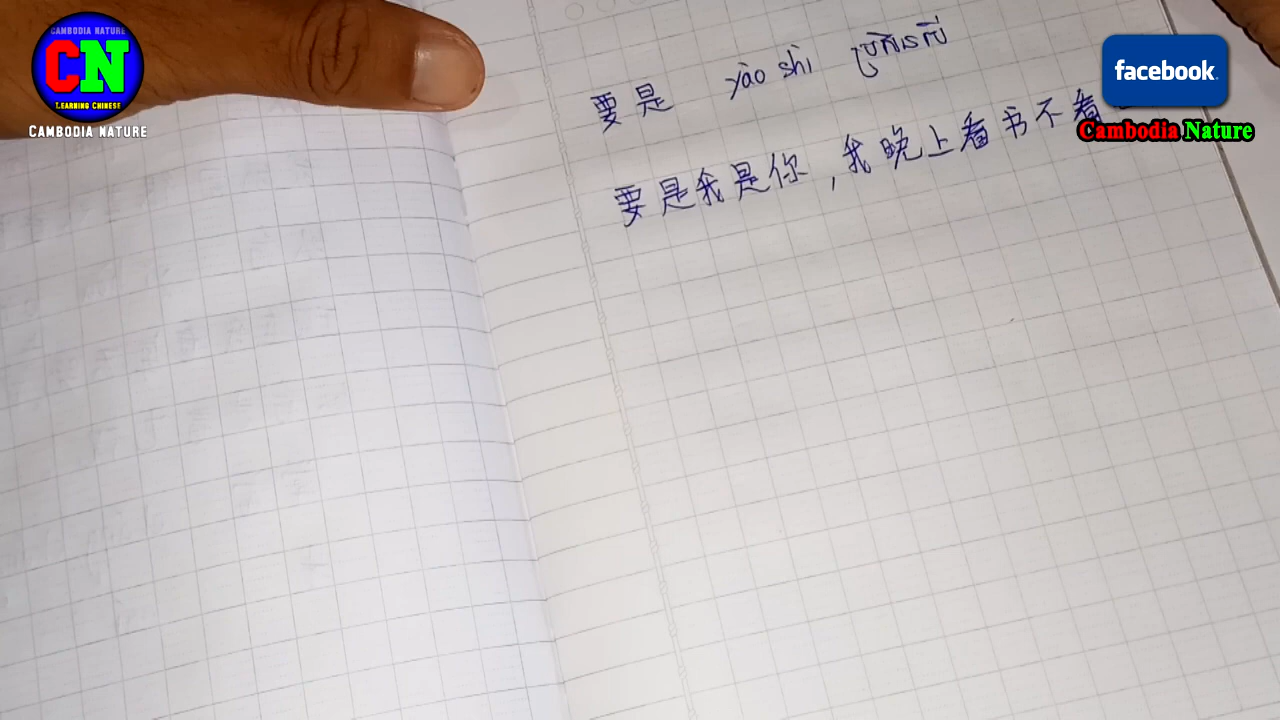 CAMBODIA NATURE
CN
LEARNING CHINESE
CAMBODIA NATURE
facebook
Cambodia Nature
要是 yào shì ប្រសិនបើ
要是我是你，我晚上看书不看